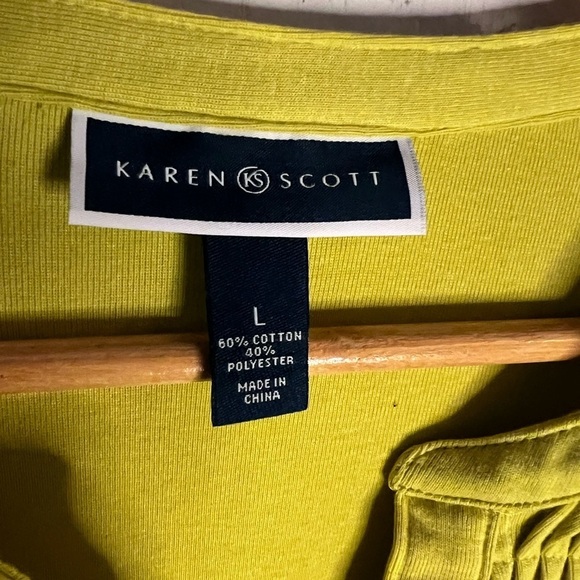 KAREN KS SCOTT
L
60% COTTON
40%
POLYESTER
MADE IN
CHINA